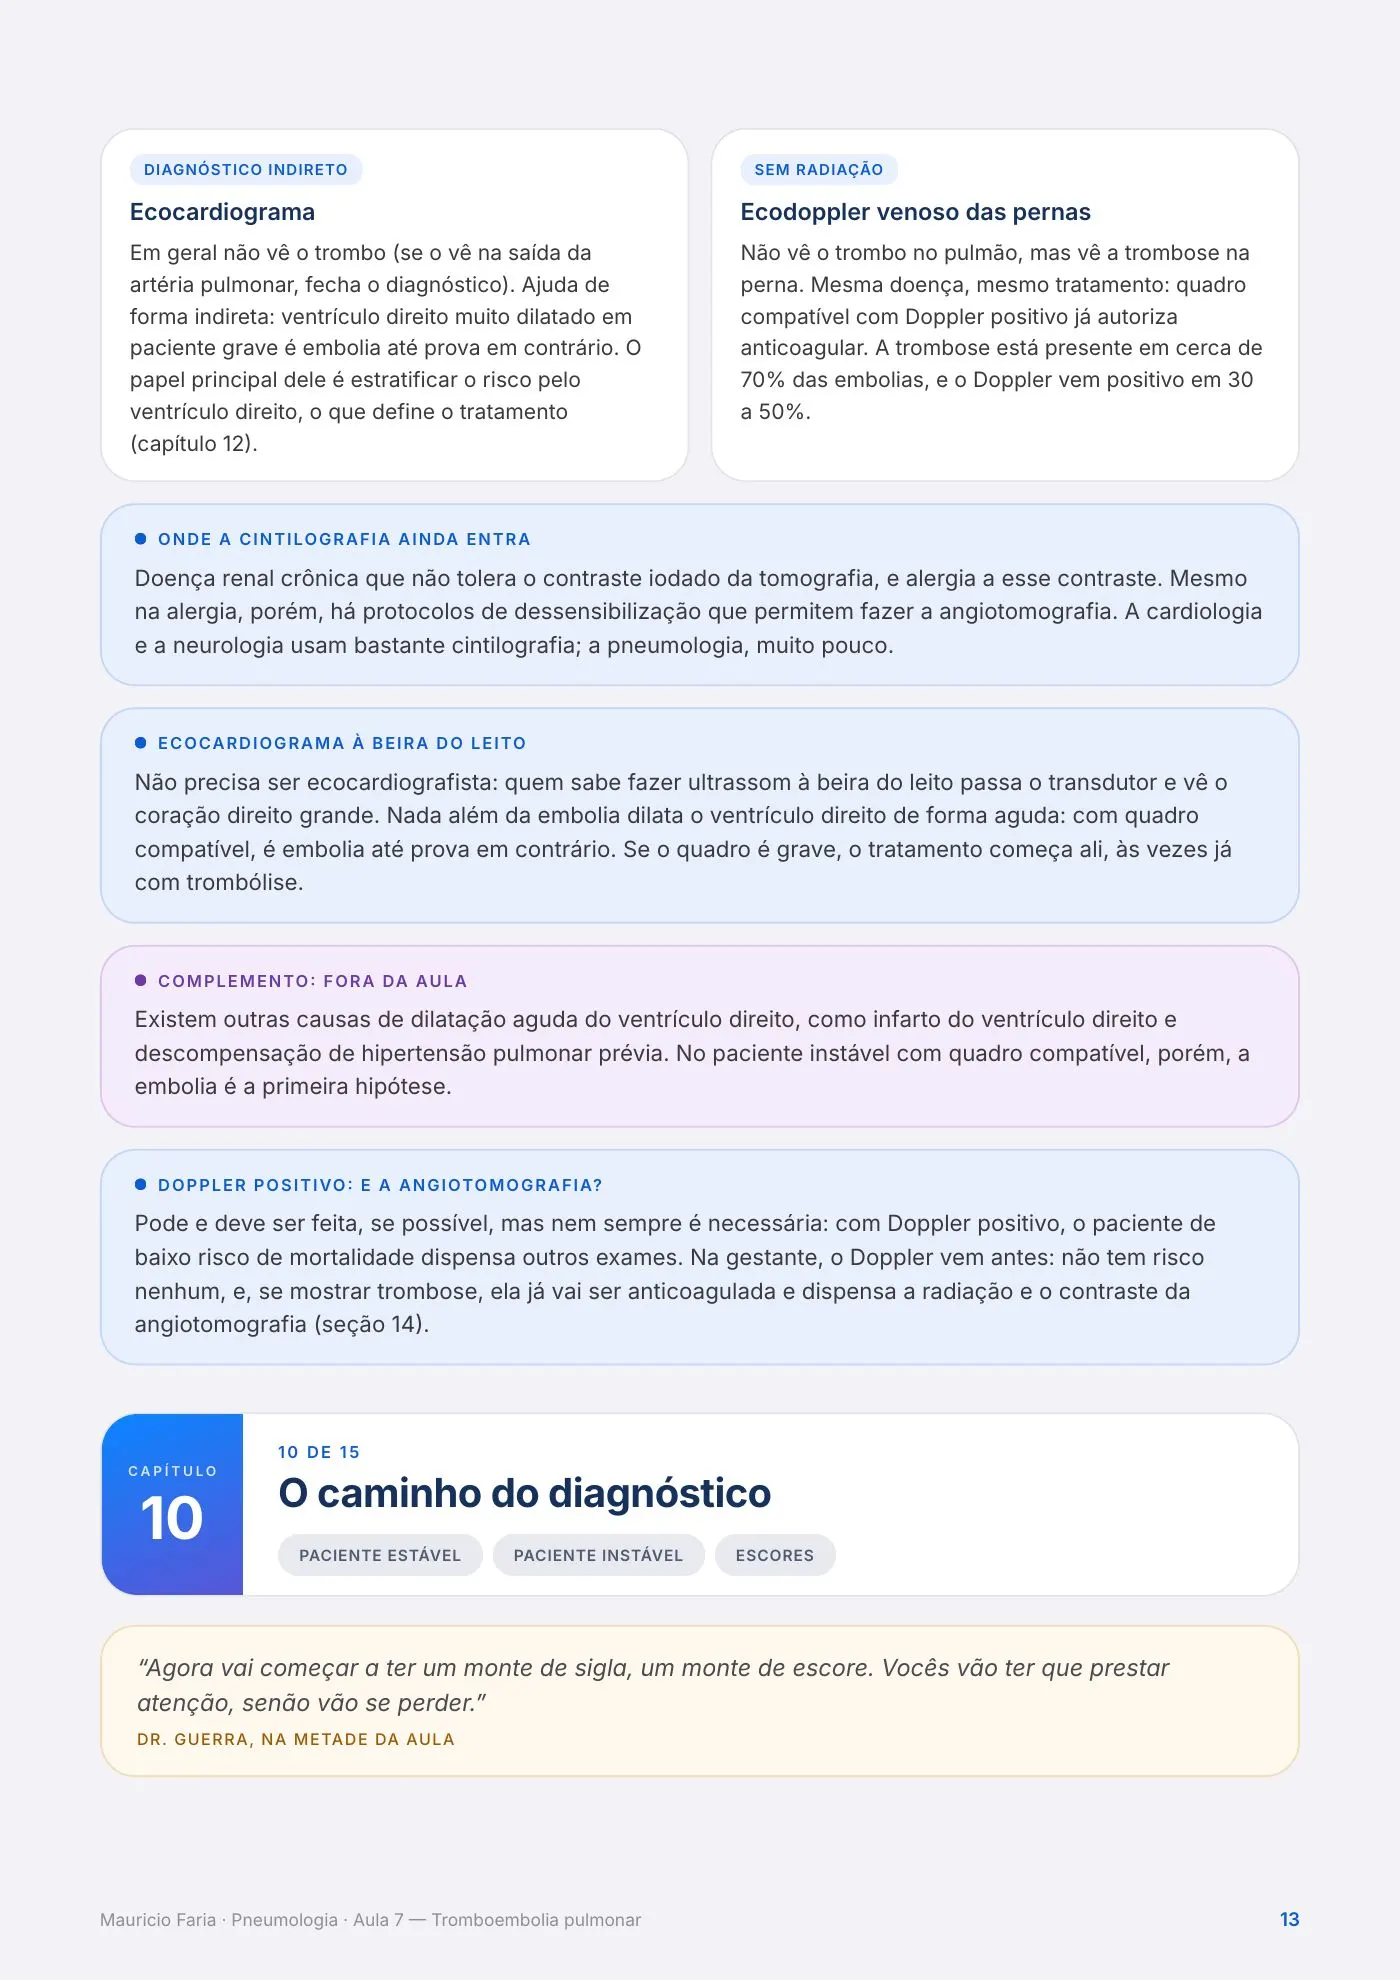 DIAGNÓSTICO INDIRETO
Ecocardiograma
Em geral não vê o trombo (se o vê na saída da
artéria pulmonar, fecha o diagnóstico). Ajuda de
forma indireta: ventrículo direito muito dilatado em
paciente grave é embolia até prova em contrário. O
papel principal dele é estratificar o risco pelo
ventrículo direito, o que define o tratamento
(capítulo 12).
SEM RADIAÇÃO
Ecodoppler venoso das pernas
Não vê o trombo no pulmão, mas vê a trombose na
perna. Mesma doença, mesmo tratamento: quadro
compatível com Doppler positivo já autoriza
anticoagular. A trombose está presente em cerca de
70% das embolias, e o Doppler vem positivo em 30
a 50%.
ONDE A CINTILOGRAFIA AINDA ENTRA
Doença renal crônica que não tolera o contraste iodado da tomografia, e alergia a esse contraste. Mesmo
na alergia, porém, há protocolos de dessensibilização que permitem fazer a angiotomografia. A cardiologia
e a neurologia usam bastante cintilografia; a pneumologia, muito pouco.
ECOCARDIOGRAMA À BEIRA DO LEITO
Não precisa ser ecocardiografista: quem sabe fazer ultrassom à beira do leito passa o transdutor e vê o
coração direito grande. Nada além da embolia dilata o ventrículo direito de forma aguda: com quadro
compatível, é embolia até prova em contrário. Se o quadro é grave, o tratamento começa ali, às vezes já
com trombólise.
COMPLEMENTO: FORA DA AULA
Existem outras causas de dilatação aguda do ventrículo direito, como infarto do ventrículo direito e
descompensação de hipertensão pulmonar prévia. No paciente instável com quadro compatível, porém, a
embolia é a primeira hipótese.
DOPPLER POSITIVO: E A ANGIOTOMOGRAFIA?
Pode e deve ser feita, se possível, mas nem sempre é necessária: com Doppler positivo, o paciente de
baixo risco de mortalidade dispensa outros exames. Na gestante, o Doppler vem antes: não tem risco
nenhum, e, se mostrar trombose, ela já vai ser anticoagulada e dispensa a radiação e o contraste da
angiotomografia (seção 14).
CAPÍTULO
10
10 DE 15
O caminho do diagnóstico
PACIENTE ESTÁVEL
PACIENTE INSTÁVEL
ESCORES
“Agora vai começar a ter um monte de sigla, um monte de escore. Vocês vão ter que prestar
atenção, senão vão se perder.”
DR. GUERRA, NA METADE DA AULA
Mauricio Faria · Pneumologia · Aula 7 — Tromboembolia pulmonar
13